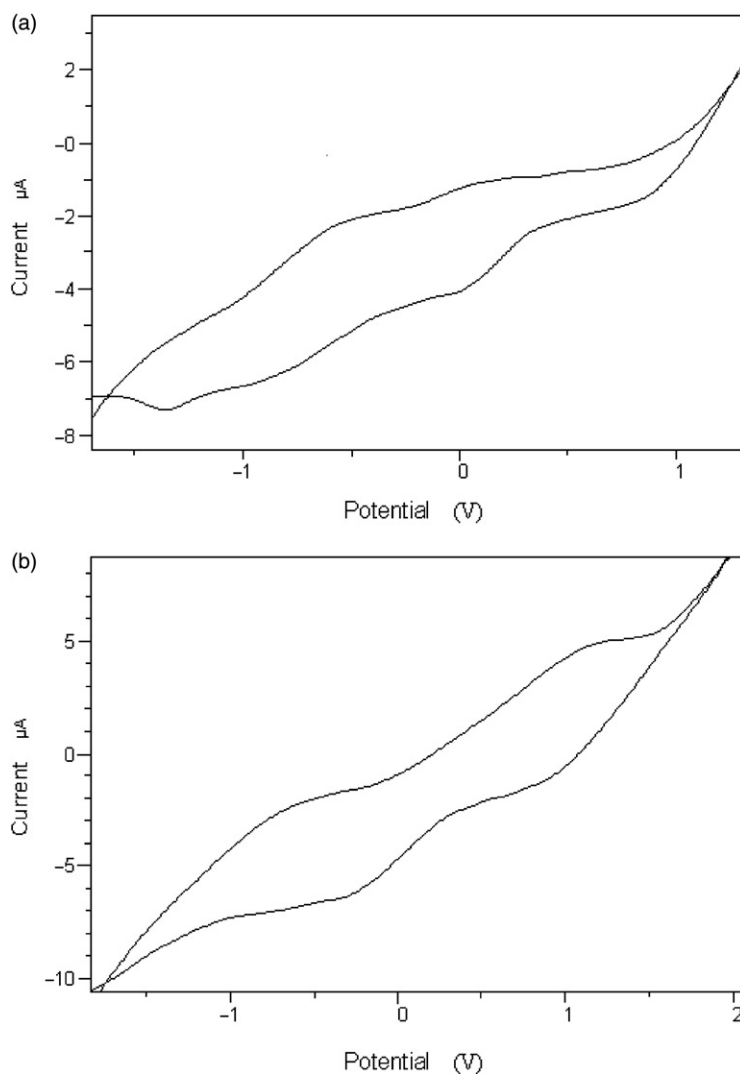 (a)
2
-0
-2
-4
-6
-8
Current µA
-1
0
1
Potential (V)
(b)
5
0
-5
-10
Current µA
-1
0
1
2
Potential (V)